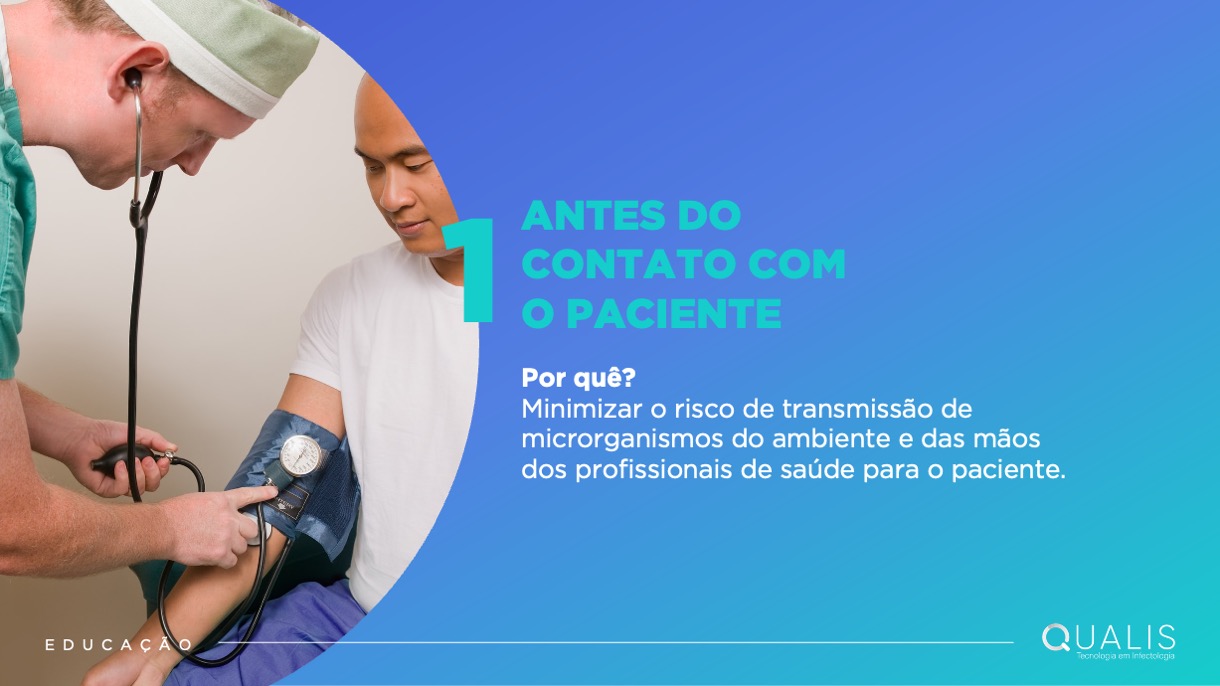 1
ANTES DO
CONTATO COM
O PACIENTE
Por quê?
Minimizar o risco de transmissão de
microrganismos do ambiente e das mãos
dos profissionais de saúde para o paciente.
EDUCAÇÃO
QUALIS
Tecnologia em Infectologia